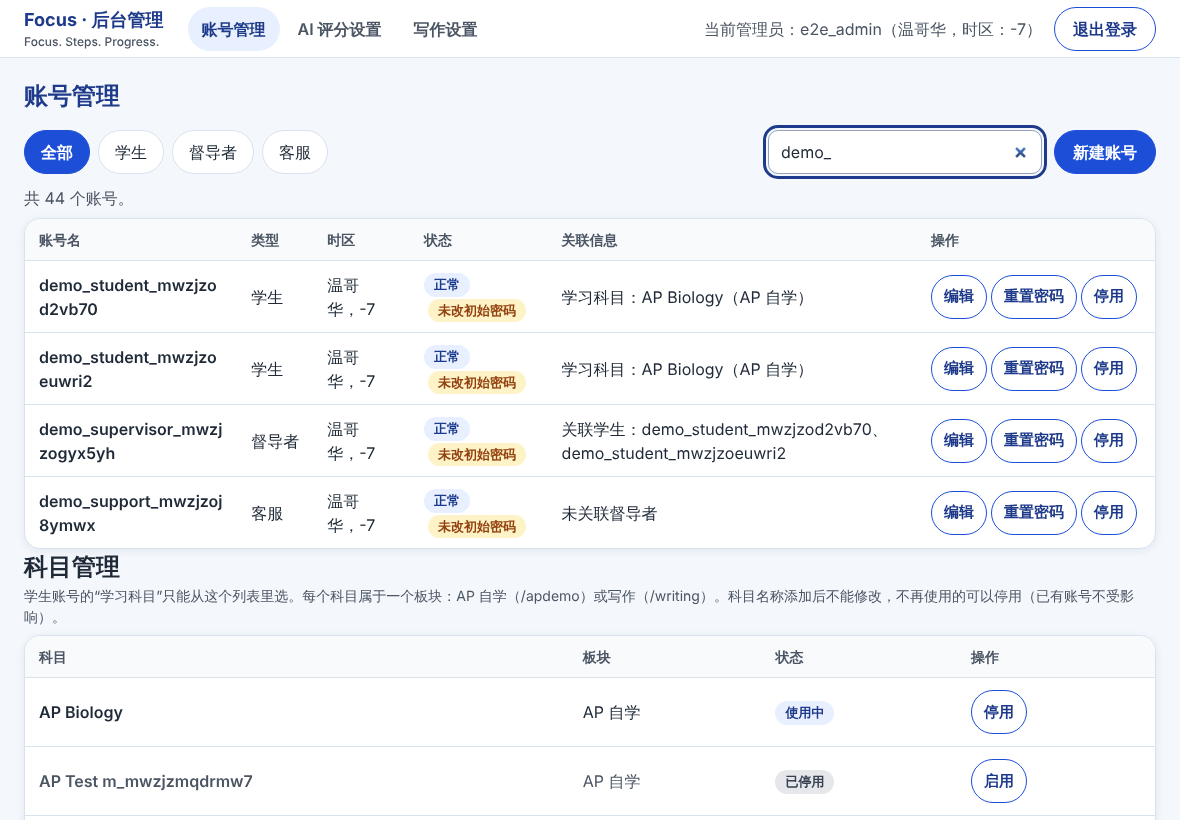 Focus · 后台管理
Focus. Steps. Progress.
账号管理
AI 评分设置
写作设置
当前管理员：e2e_admin（温哥华，时区：-7）
退出登录
账号管理
全部
学生
督导者
客服
demo_
×
新建账号
共 44 个账号。
账号名 类型 时区 状态 关联信息 操作
demo_student_mwzjzo
d2vb70
学生
温哥
华，-7
正常
未改初始密码
学习科目：AP Biology（AP 自学）
编辑 重置密码 停用
demo_student_mwzjzo
euwri2
学生
温哥
华，-7
正常
未改初始密码
学习科目：AP Biology（AP 自学）
编辑 重置密码 停用
demo_supervisor_mwzj
zogyx5yh
督导者
温哥
华，-7
正常
未改初始密码
关联学生：demo_student_mwzjzod2vb70、
demo_student_mwzjzoeuwri2
编辑 重置密码 停用
demo_support_mwzjzoj
8ymwx
客服
温哥
华，-7
正常
未改初始密码
未关联督导者
编辑 重置密码 停用
科目管理
学生账号的“学习科目”只能从这个列表里选。每个科目属于一个板块：AP 自学（/apdemo）或写作（/writing）。科目名称添加后不能修改，不再使用的可以停用（已有账号不受影
响）。
科目 板块 状态 操作
AP Biology AP 自学 使用中 停用
AP Test m_mwzjzmqdrmw7 AP 自学 已停用 启用